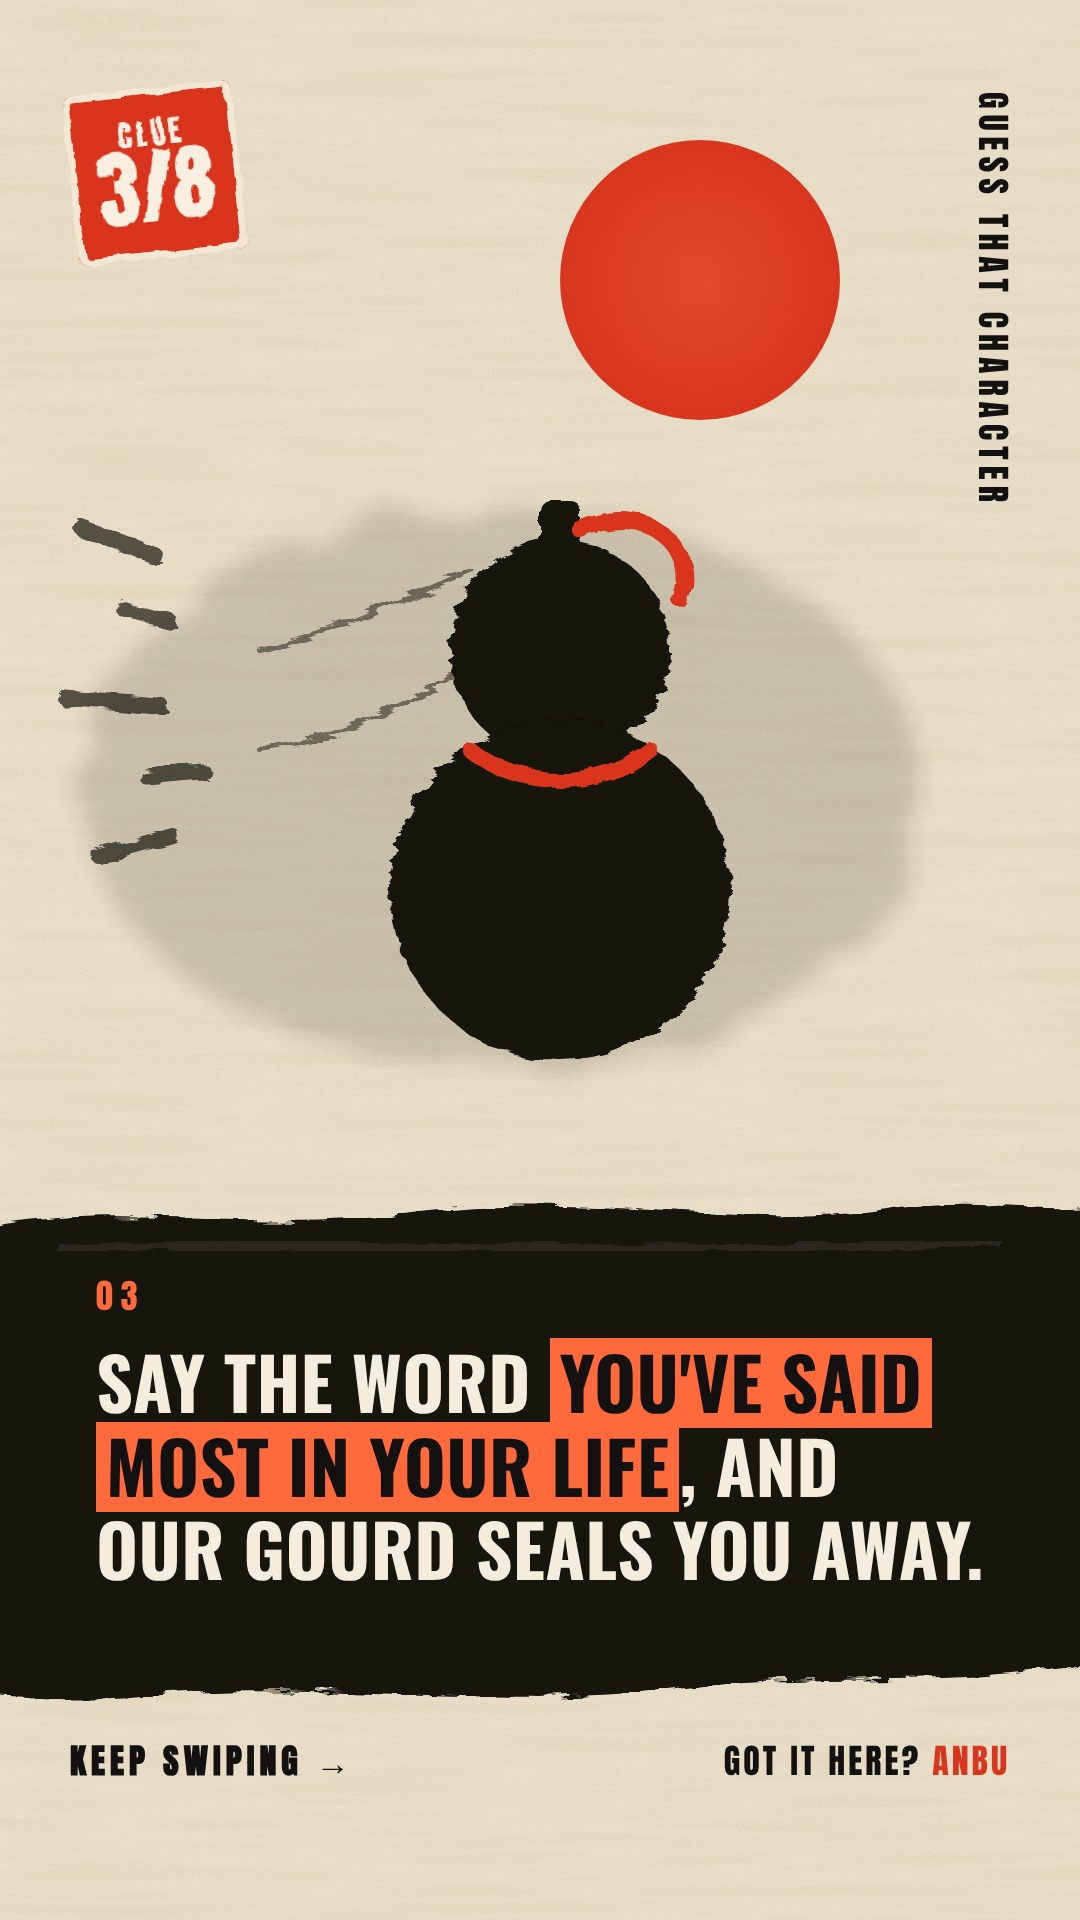 CLUE
3/8
GUESS THAT CHARACTER
03
SAY THE WORD YOU'VE SAID
MOST IN YOUR LIFE, AND
OUR GOURD SEALS YOU AWAY.
KEEP SWIPING →
GOT IT HERE? ANBU